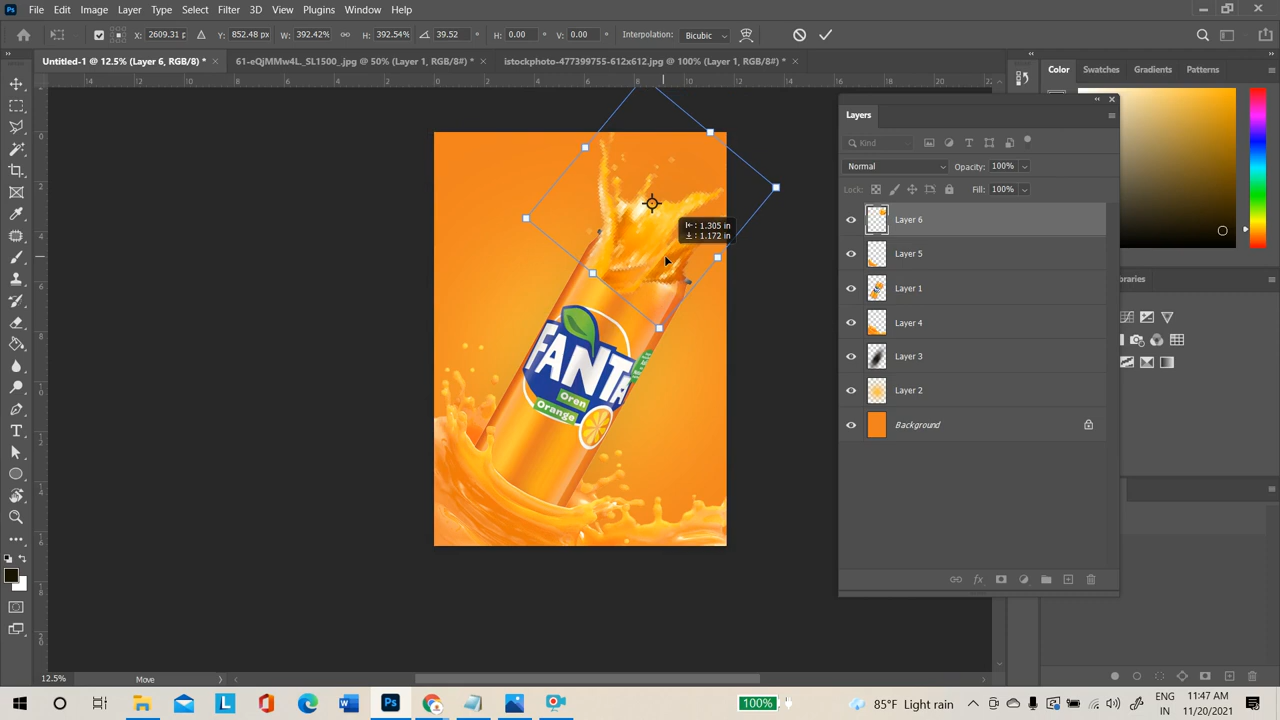 File Edit Image Layer Type Select Filter 3D View Plugins Window Help
X: 2609.31 p Y: 852.48 px W: 392.42% H: 392.54% 39.52 ° H: 0.00 ° V: 0.00 ° Interpolation: Bicubic
Untitled-1 @ 12.5% (Layer 6, RGB/8) * × 61-eQjMMw4L_SL1500_.jpg @ 50% (Layer 1, RGB/8#) * × istockphoto-477399755-612x612.jpg @ 100% (Layer 1, RGB/8#) * ×
Color Swatches Gradients Patterns
Layers
Kind
Normal Opacity: 100%
Lock: Fill: 100%
Layer 6
Layer 5
Layer 1
Layer 4
Layer 3
Layer 2
Background
ibraries
: 1.305 in
: 1.172 in
FANTA
Oren
Orange
12.5% Move
100% 85°F Light rain ENG 11:47 AM
IN 11/20/2021